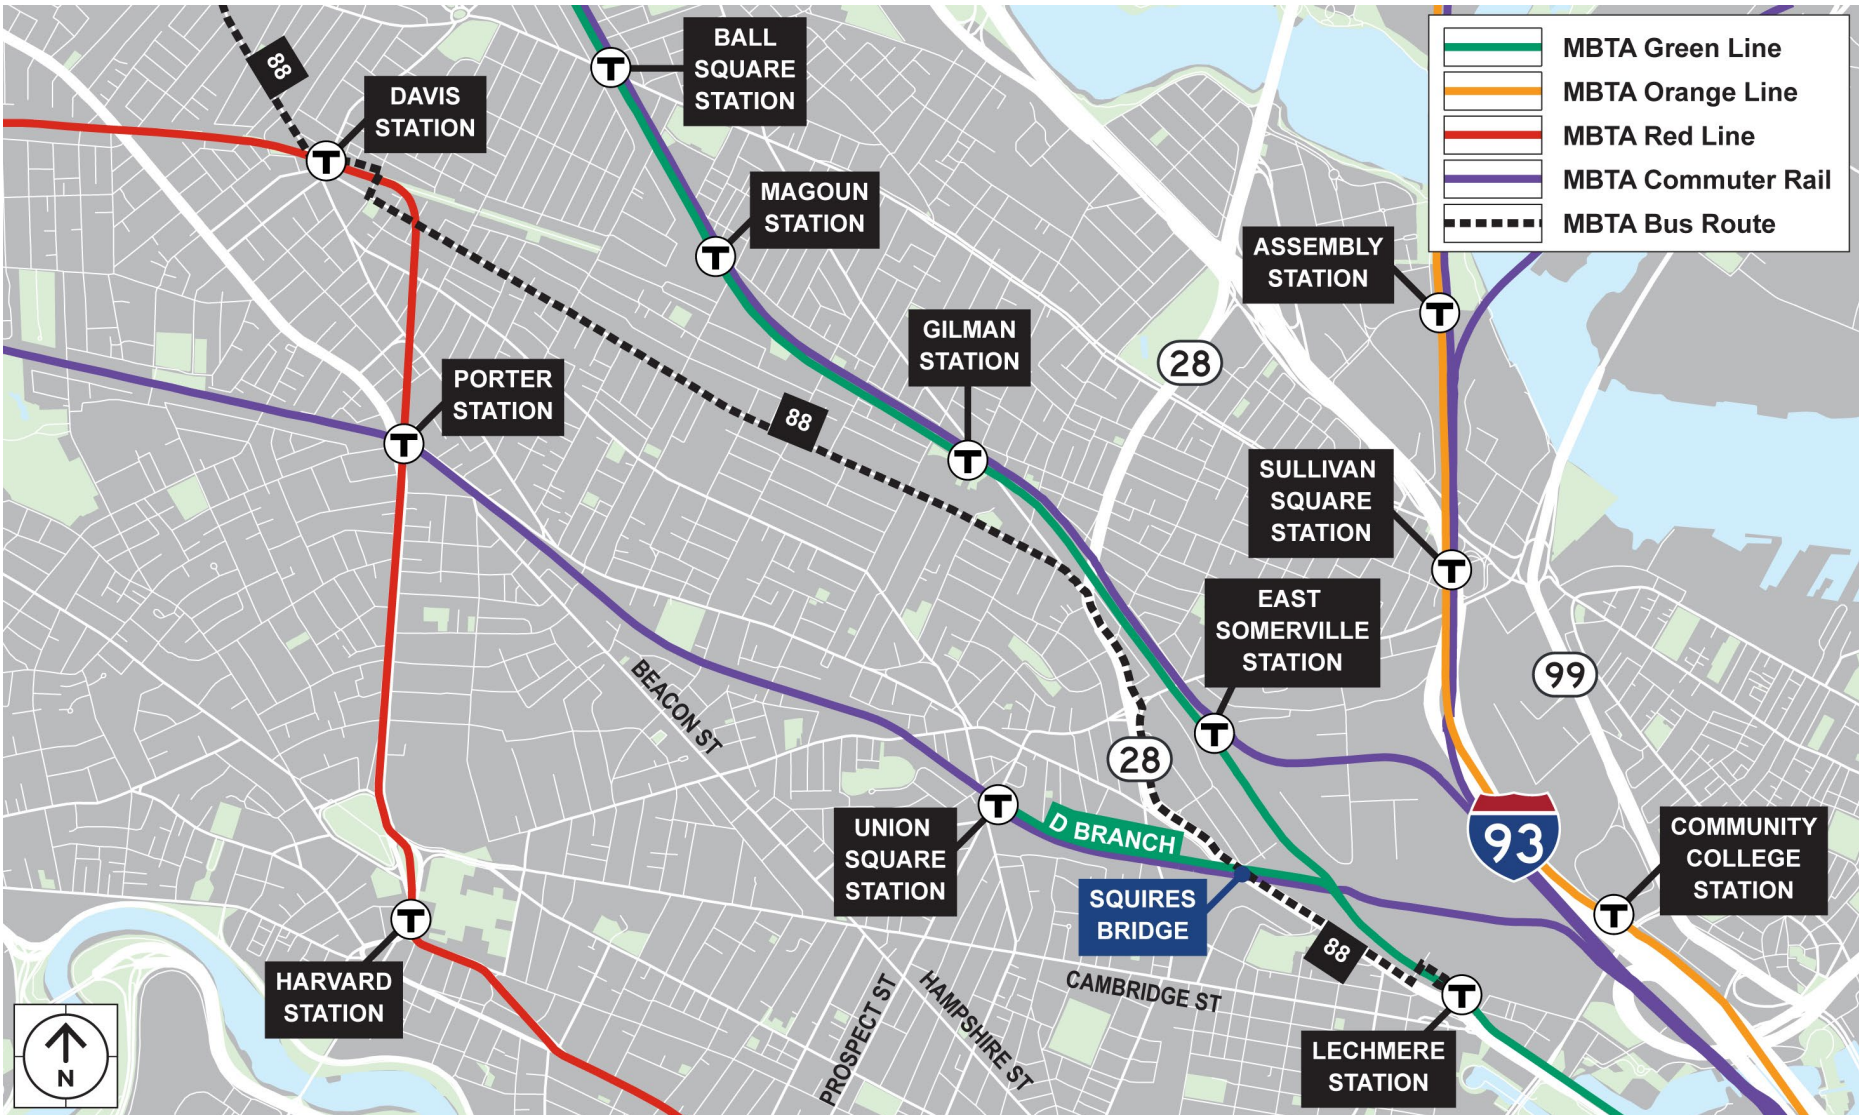 BALL
SQUARE
STATION
88
DAVIS
STATION
MAGOUN
STATION
ASSEMBLY
STATION
MBTA Green Line
MBTA Orange Line
MBTA Red Line
MBTA Commuter Rail
MBTA Bus Route
GILMAN
STATION
28
PORTER
STATION
88
SULLIVAN
SQUARE
STATION
EAST
SOMERVILLE
STATION
99
BEACON ST
28
UNION
SQUARE
STATION
D BRANCH
93
COMMUNITY
COLLEGE
STATION
SQUIRES
BRIDGE
88
HARVARD
STATION
PROSPECT ST
HAMPSHIRE ST
CAMBRIDGE ST
LECHMERE
STATION
N
T
T
T
T
T
T
T
T
T
T
T
T